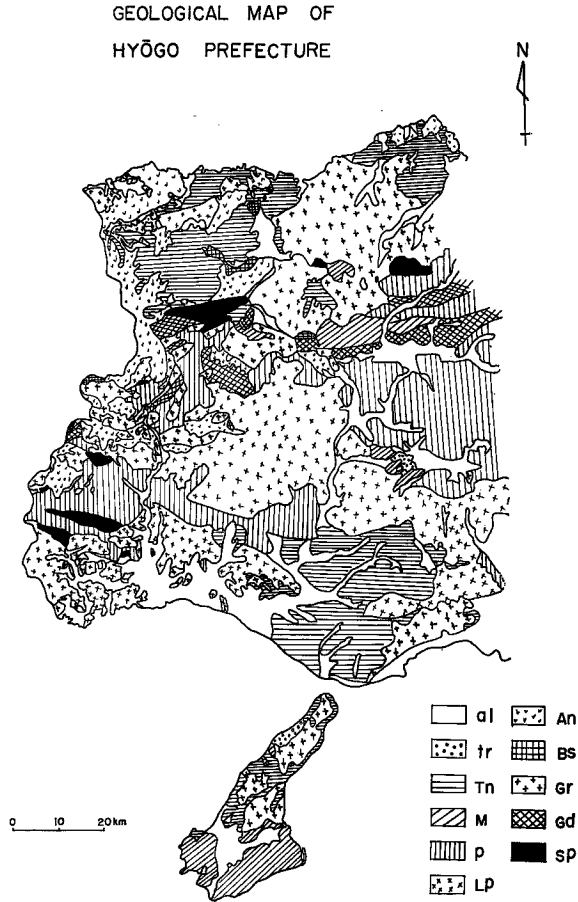 GEOLOGICAL MAP OF
HYŌGO PREFECTURE
N
al
An
tr
Bs
Tn
Gr
M
Gd
P
SP
LP
0 10 20km